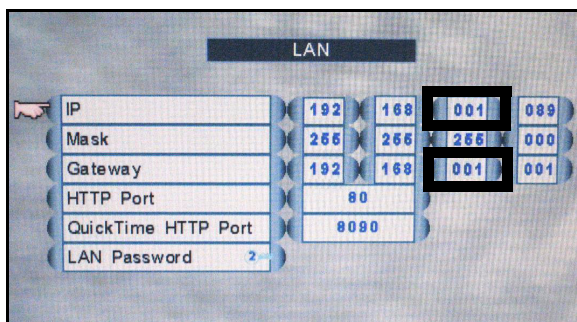 LAN
IP 192 168 001 089
Mask 255 255 255 000
Gateway 192 168 001 001
HTTP Port 80
QuickTime HTTP Port 8090
LAN Password 2